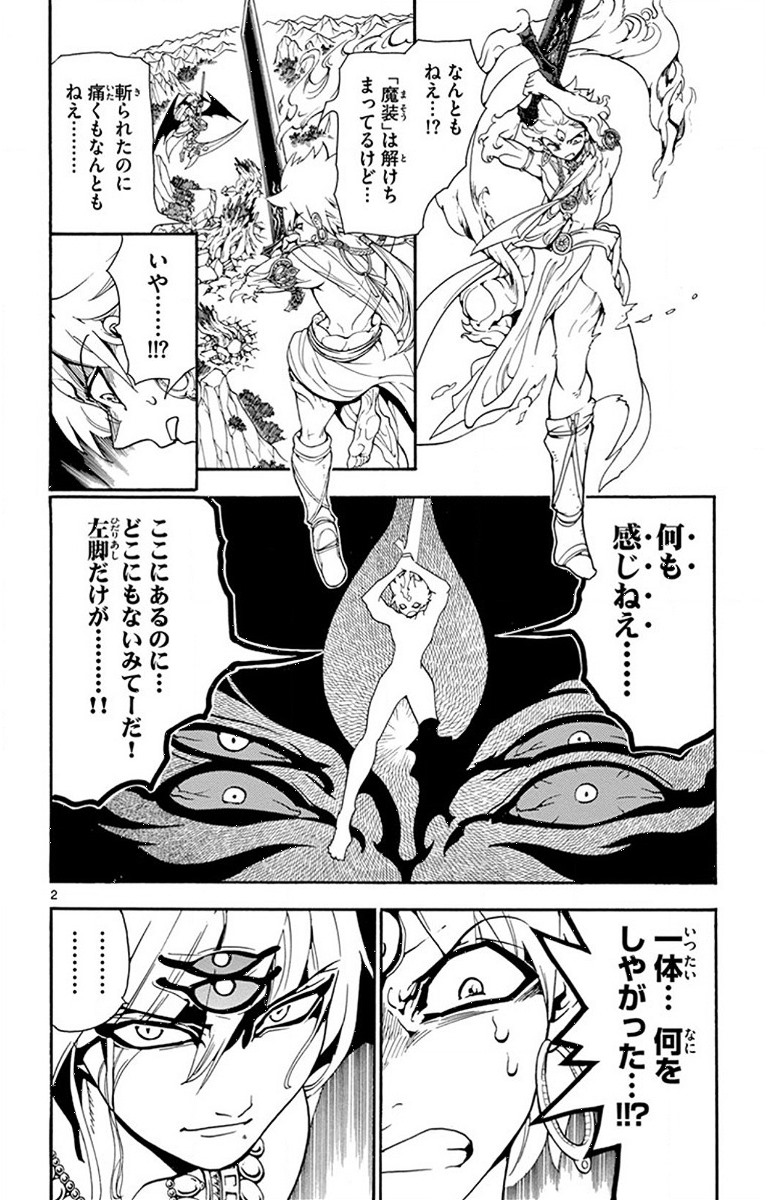 なんとも
ねえ…!?
「魔装」は解けち
まってるけど…
斬られたのに
痛くもなんとも
ねえ………
いや……!!?
何も
感じねえ……
ここにあるのに…
どこにもないみてーだ！
左脚だけが………!!
2
一体…何を
しやがった…!!?
………
………